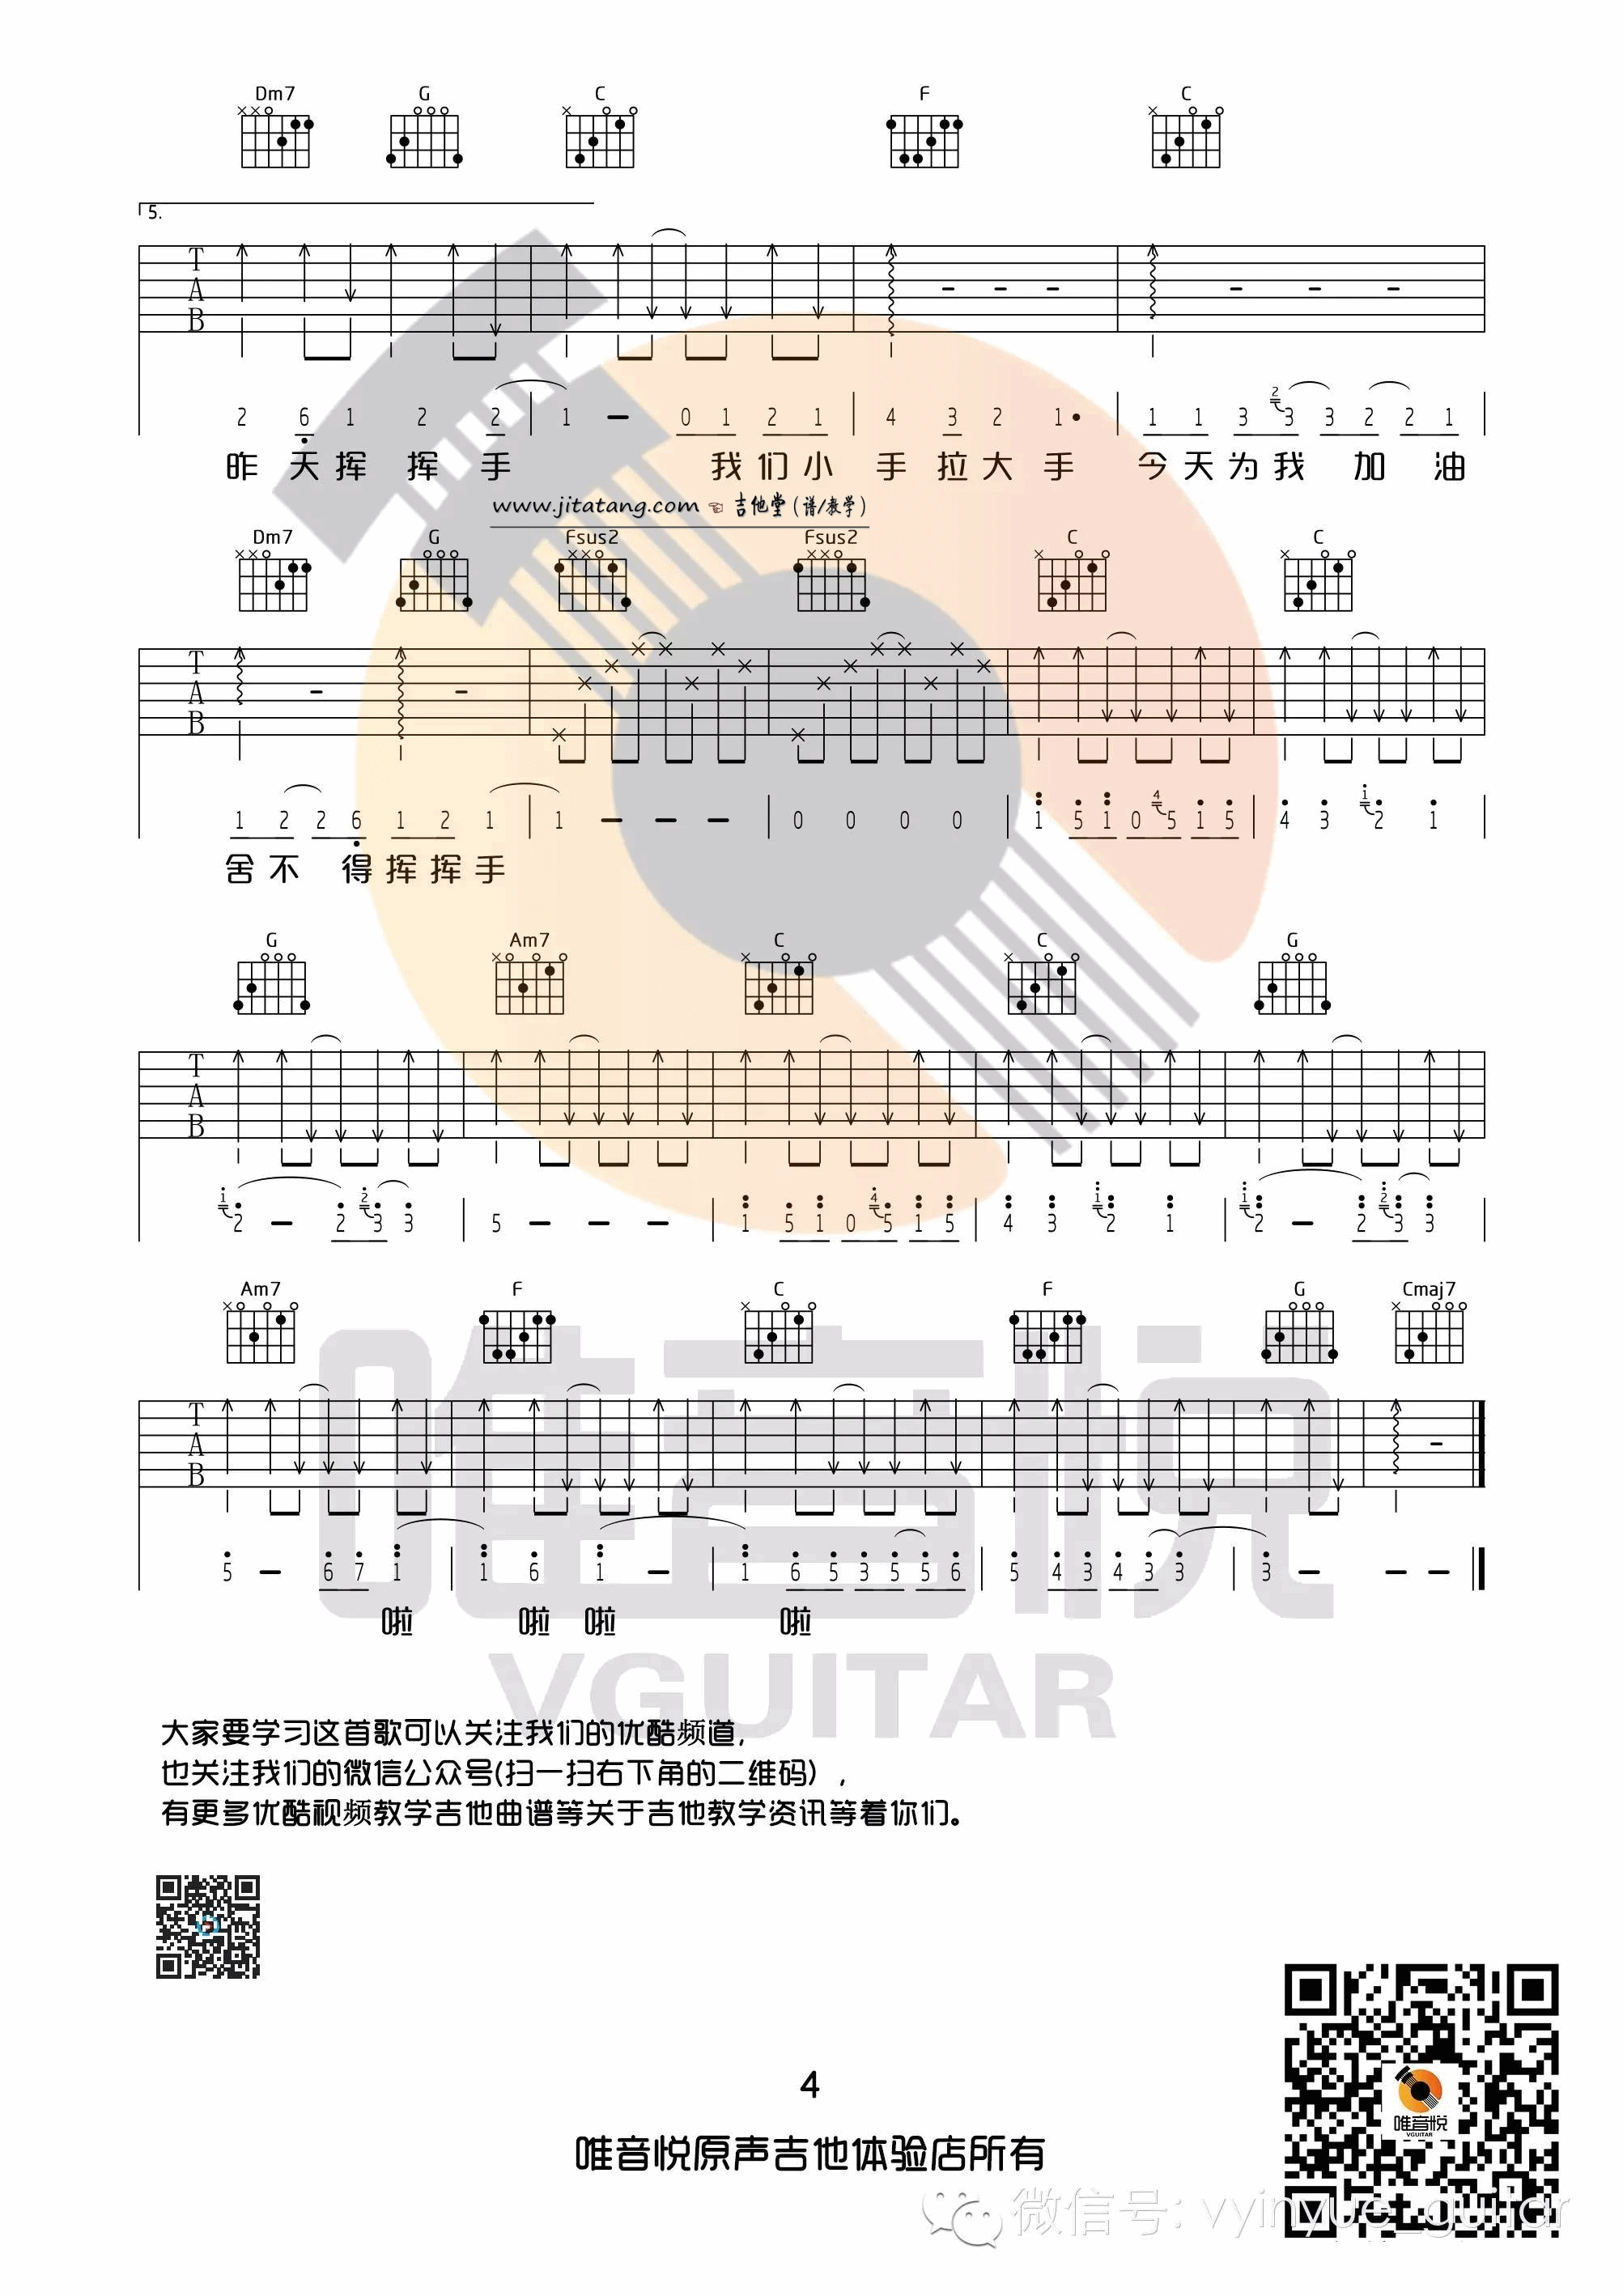 Dm7 G C F C
5.
T
A
B
2 6 1 2 2 1 - 0 1 2 1 4 3 2 1 • 1 1 3 2 3 3 2 2 1
昨天挥挥手 我们小手拉大手 今天为我加油
www.jitatang.com ☜ 吉他堂(谱/教学)
Dm7 G Fsus2 Fsus2 C C
T
A
B
1 2 2 6 1 2 1 1 - - - 0 0 0 0 1 5 1 0 4 5 1 5 4 3 1 2 1
舍不得挥挥手
G Am7 C C G
T
A
B
1 2 - 2 2 3 3 5 - - - 1 5 1 0 4 5 1 5 4 3 1 2 1 1 2 - 2 2 3 3
Am7 F C F G Cmaj7
T
A
B
5 - 6 7 1 1 6 1 - 1 6 5 3 5 5 6 5 4 3 4 3 3 3 - - -
啦 啦 啦 啦
唯音悦
VGUITAR
大家要学习这首歌可以关注我们的优酷频道,
也关注我们的微信公众号(扫一扫右下角的二维码),
有更多优酷视频教学吉他曲谱等关于吉他教学资讯等着你们。
唯音悦
VGUITAR
4
唯音悦原声吉他体验店所有
微信号: vyinyue_guitar